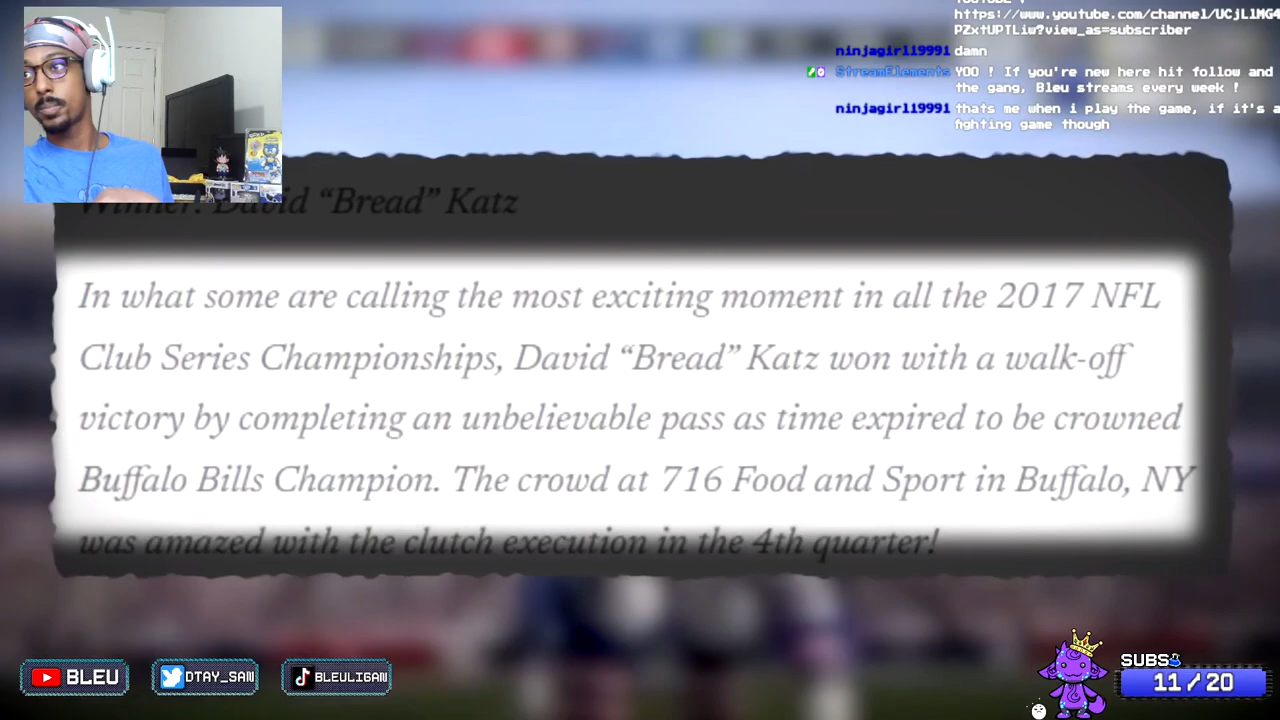 https://www.youtube.com/channel/UCjL1MG4
PZxtUPTLiw?view_as=subscriber
ninjagirl19991 damn
StreamElements YOO ! If you're new here hit follow and
the gang, Bleu streams every week !
ninjagirl19991 thats me when i play the game, if it's a
fighting game though
Winner: David “Bread” Katz
In what some are calling the most exciting moment in all the 2017 NFL
Club Series Championships, David “Bread” Katz won with a walk-off
victory by completing an unbelievable pass as time expired to be crowned
Buffalo Bills Champion. The crowd at 716 Food and Sport in Buffalo, NY
was amazed with the clutch execution in the 4th quarter!
BLEU
DTAY_SAN
BLEULIGAN
SUBS
11/20